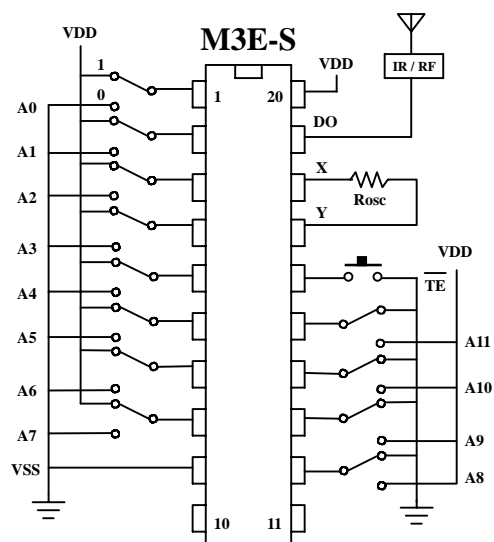 M3E-S
VDD
1
0
A0
A1
A2
A3
A4
A5
A6
A7
VSS
1
20
10
11
VDD
IR / RF
DO
X
Y
Rosc
TE
VDD
A11
A10
A9
A8